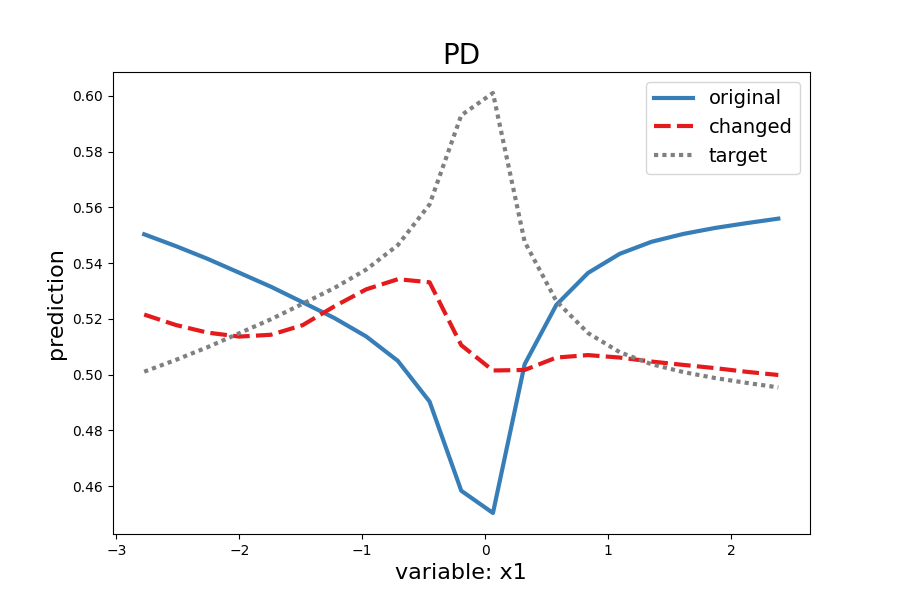 PD
original
changed
target
prediction
0.60
0.58
0.56
0.54
0.52
0.50
0.48
0.46
−3
−2
−1
0
1
2
variable: x1